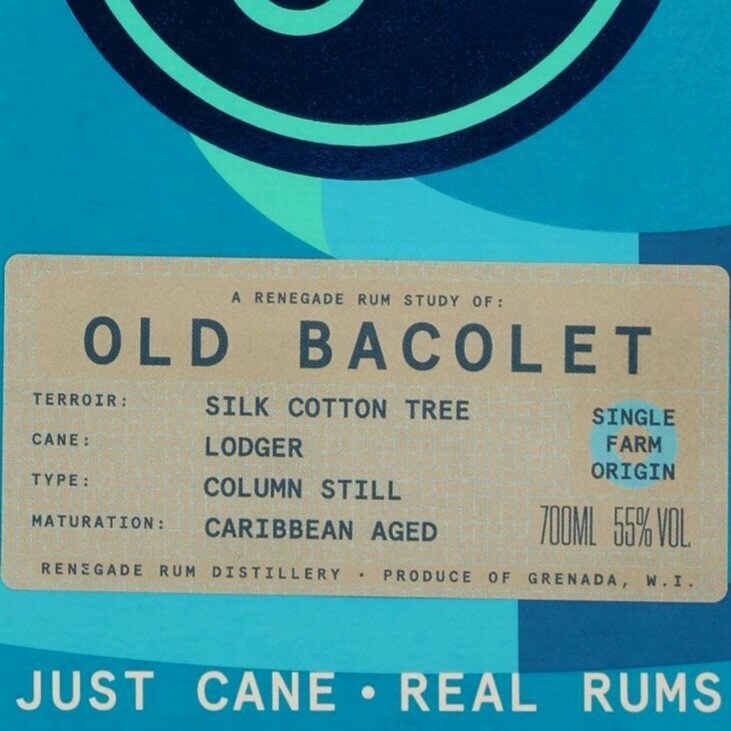 A RENEGADE RUM STUDY OF:
OLD BACOLET
TERROIR: SILK COTTON TREE
CANE: LODGER
TYPE: COLUMN STILL
MATURATION: CARIBBEAN AGED
SINGLE
FARM
ORIGIN
700ML 55% VOL.
RENEGADE RUM DISTILLERY · PRODUCE OF GRENADA, W.I.
JUST CANE · REAL RUMS